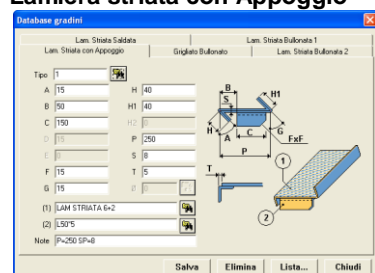 Lamiera striata con Appoggio
Database gradini
Lam. Striata Saldata Lam. Striata Bullonata 1
Lam. Striata con Appoggio Grigliato Bullonato Lam. Striata Bullonata 2
Tipo 1
A 15 H 40
B 50 H1 40
C 150 H2 0
D 15 P 250
E 0 S 8
F 15 T 5
G 15 Ø 0
(1) LAM STRIATA 6+2
(2) L50*5
Note P=250 SP=8
B
S
H1
H
A
C
G
FxF
P
T
1
2
Salva Elimina Lista... Chiudi